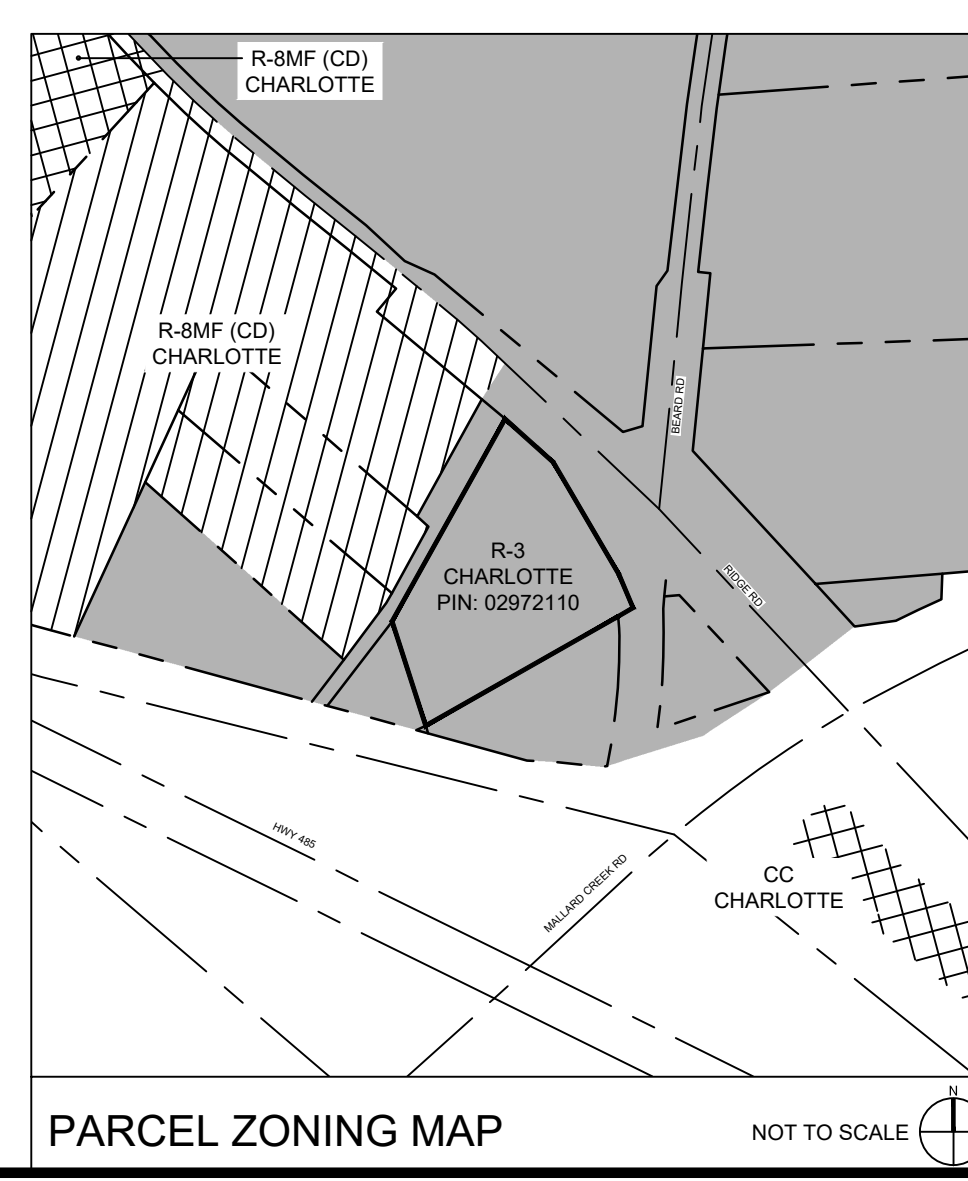 R-8MF (CD)
CHARLOTTE
R-8MF (CD)
CHARLOTTE
BEARD RD
R-3
CHARLOTTE
PIN: 02972110
RIDGE RD
HWY 485
MALLARD CREEK RD
CC
CHARLOTTE
PARCEL ZONING MAP
NOT TO SCALE
N